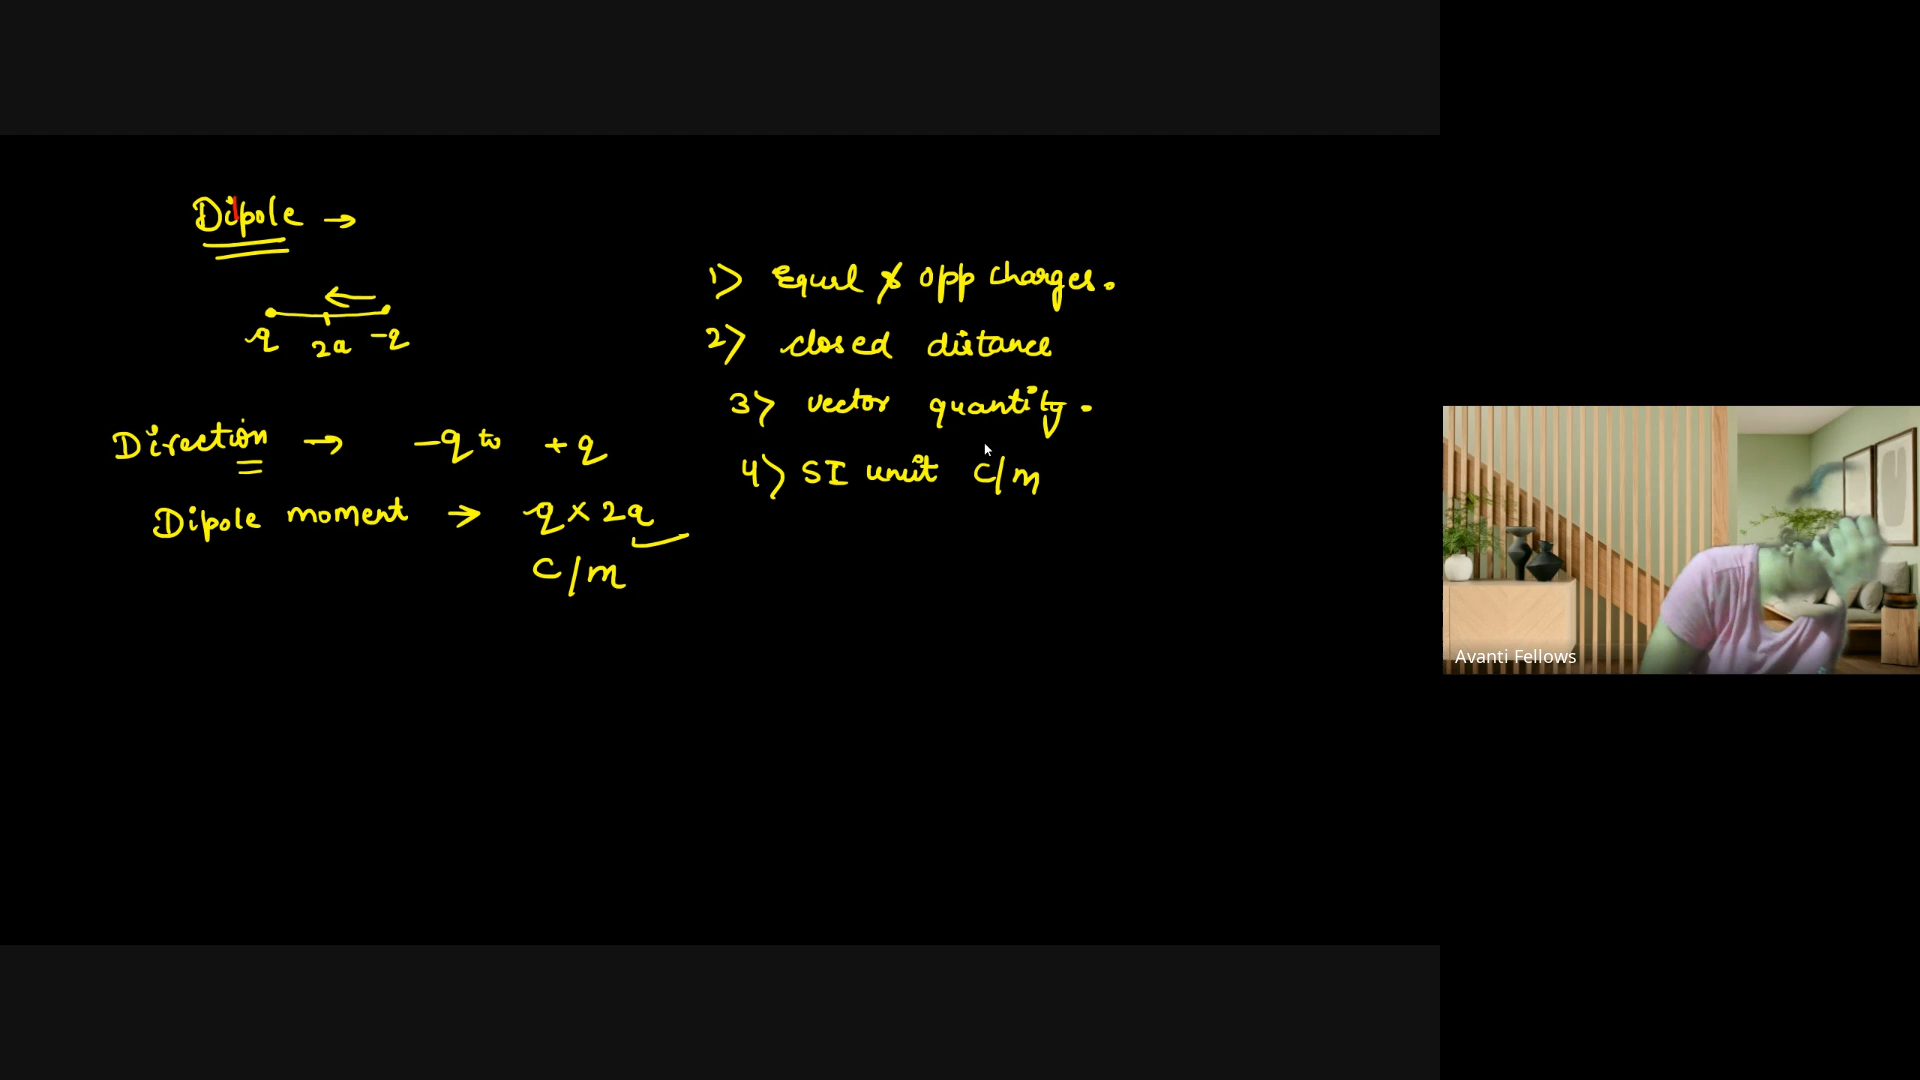 Dipole →
q 2a -q
Direction → -q to +q
Dipole moment → q × 2a
C/m
1) Equal & opp charges.
2) closed distance
3) vector quantity.
4) SI unit C/m
Avanti Fellows